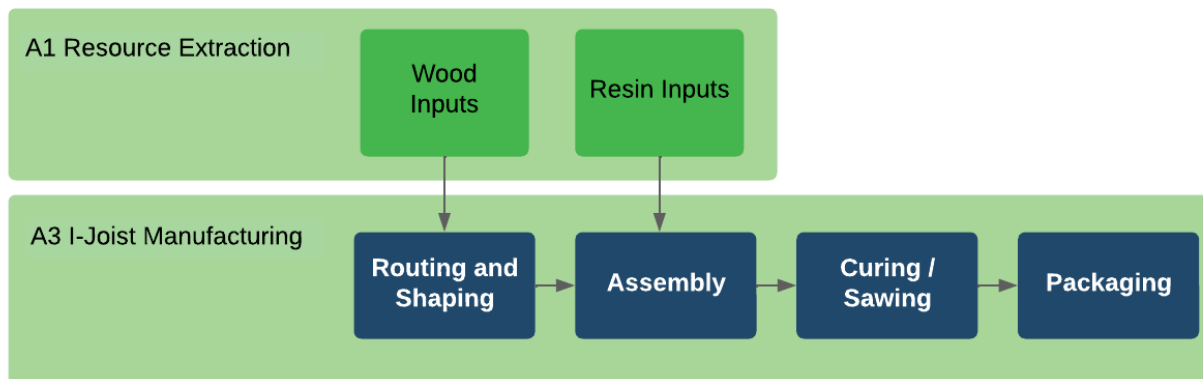 A1 Resource Extraction
Wood
Inputs
Resin Inputs
A3 I-Joist Manufacturing
Routing and
Shaping
Assembly
Curing /
Sawing
Packaging